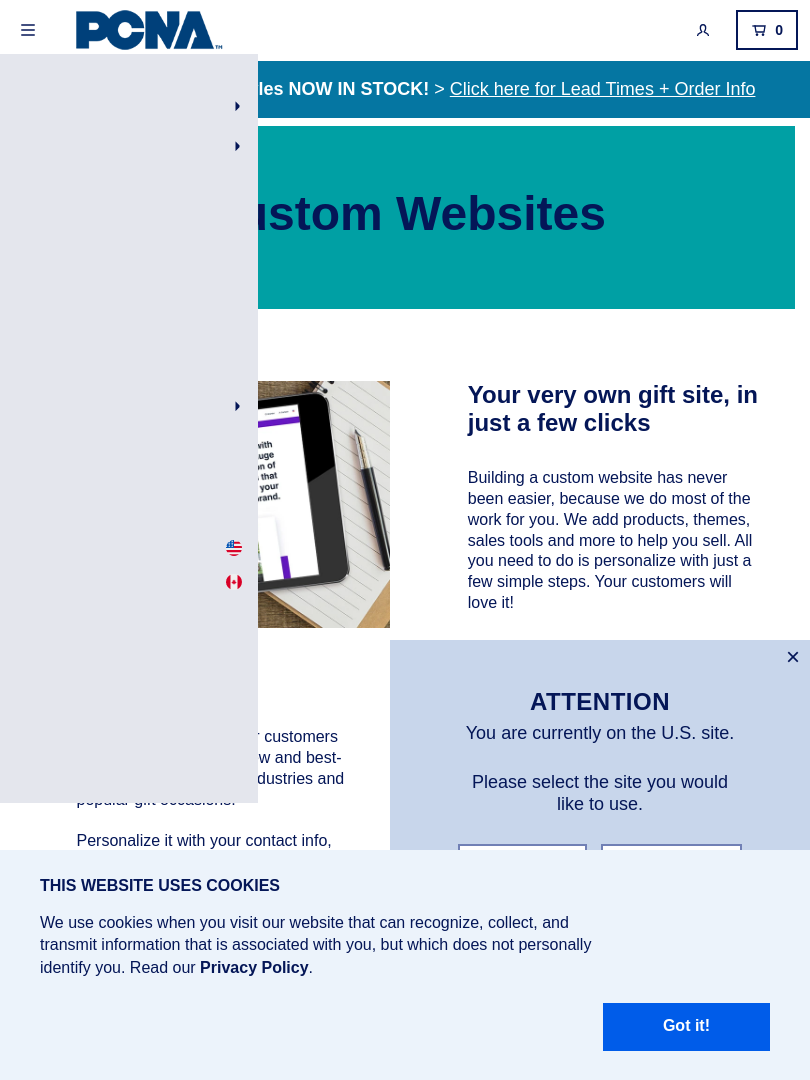 PCNA™
0
les NOW IN STOCK! > Click here for Lead Times + Order Info
ustom Websites
Your very own gift site, in
just a few clicks
Building a custom website has never
been easier, because we do most of the
work for you. We add products, themes,
sales tools and more to help you sell. All
you need to do is personalize with just a
few simple steps. Your customers will
love it!
with
that
your
customers
w and best-
dustries and
popular gift occasions.
Personalize it with your contact info,
ATTENTION
You are currently on the U.S. site.
Please select the site you would
like to use.
THIS WEBSITE USES COOKIES
We use cookies when you visit our website that can recognize, collect, and
transmit information that is associated with you, but which does not personally
identify you. Read our Privacy Policy.
Got it!